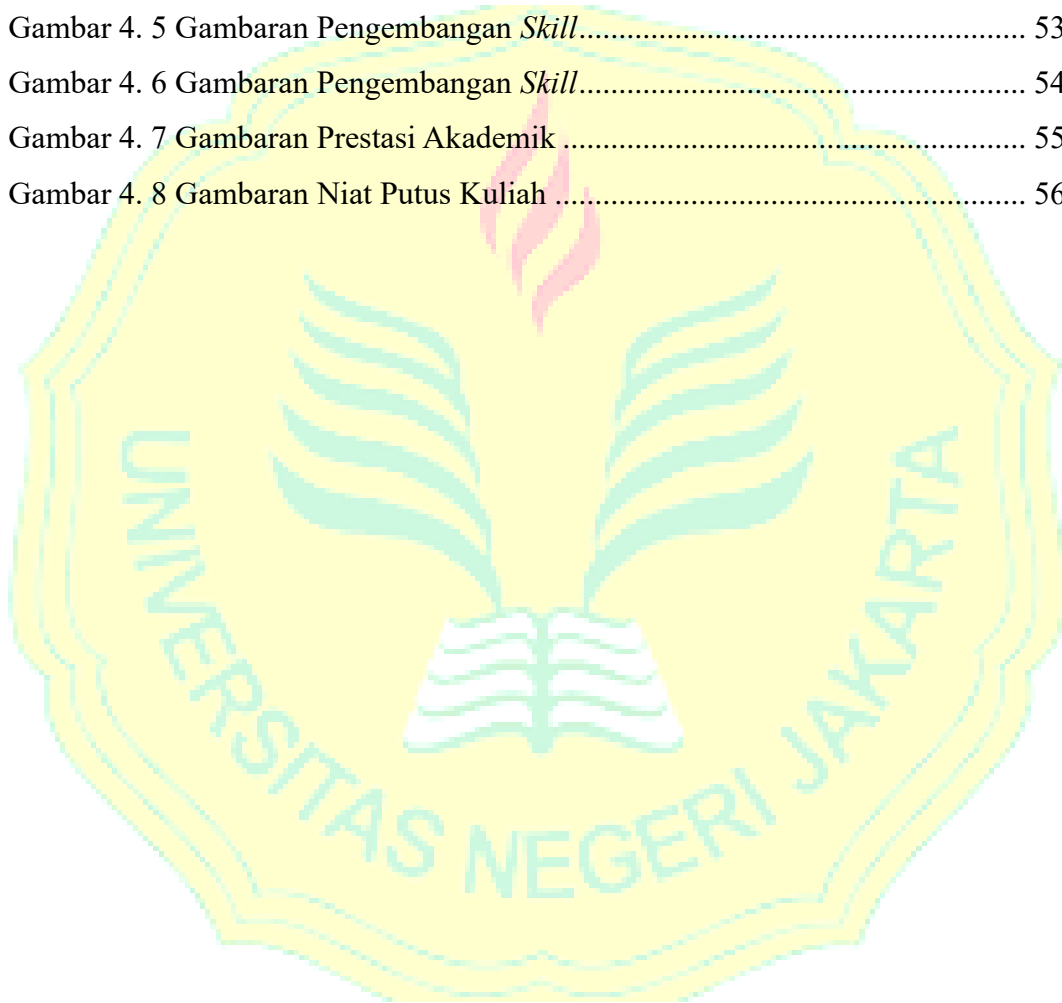 Gambar 4. 5 Gambaran Pengembangan Skill...................................................... 53
Gambar 4. 6 Gambaran Pengembangan Skill...................................................... 54
Gambar 4. 7 Gambaran Prestasi Akademik ........................................................ 55
Gambar 4. 8 Gambaran Niat Putus Kuliah ......................................................... 56
UNIVERSITAS NEGERI JAKARTA